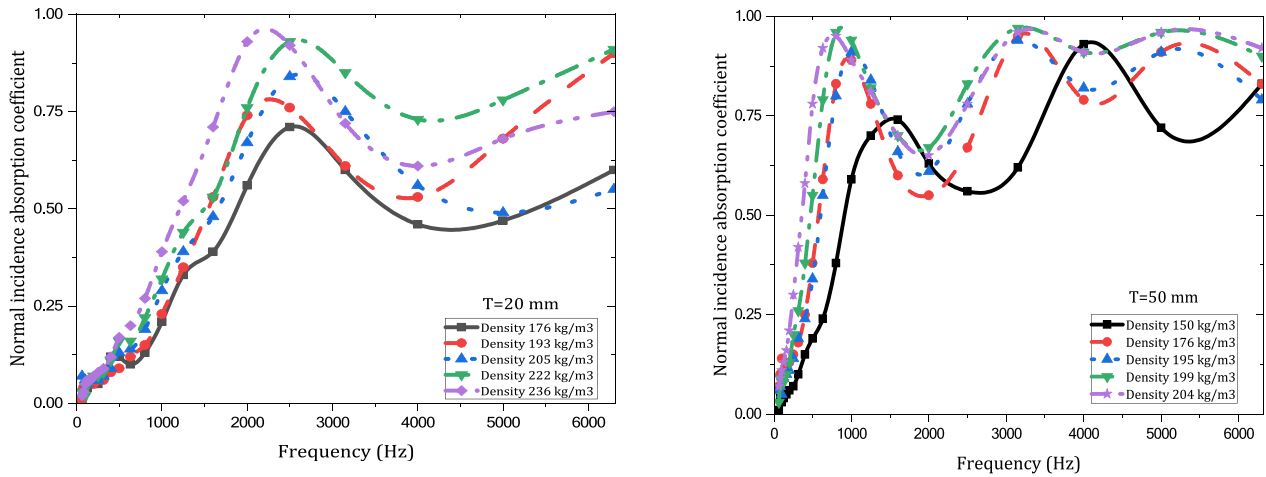 Normal incidence absorption coefficient
1.00
0.75
0.50
0.25
0.00
T=20 mm
Density 176 kg/m3
Density 193 kg/m3
Density 205 kg/m3
Density 222 kg/m3
Density 236 kg/m3
0 1000 2000 3000 4000 5000 6000
Frequency (Hz)
Normal incidence absorption coefficient
1.00
0.75
0.50
0.25
0.00
T=50 mm
Density 150 kg/m3
Density 176 kg/m3
Density 195 kg/m3
Density 199 kg/m3
Density 204 kg/m3
0 1000 2000 3000 4000 5000 6000
Frequency (Hz)